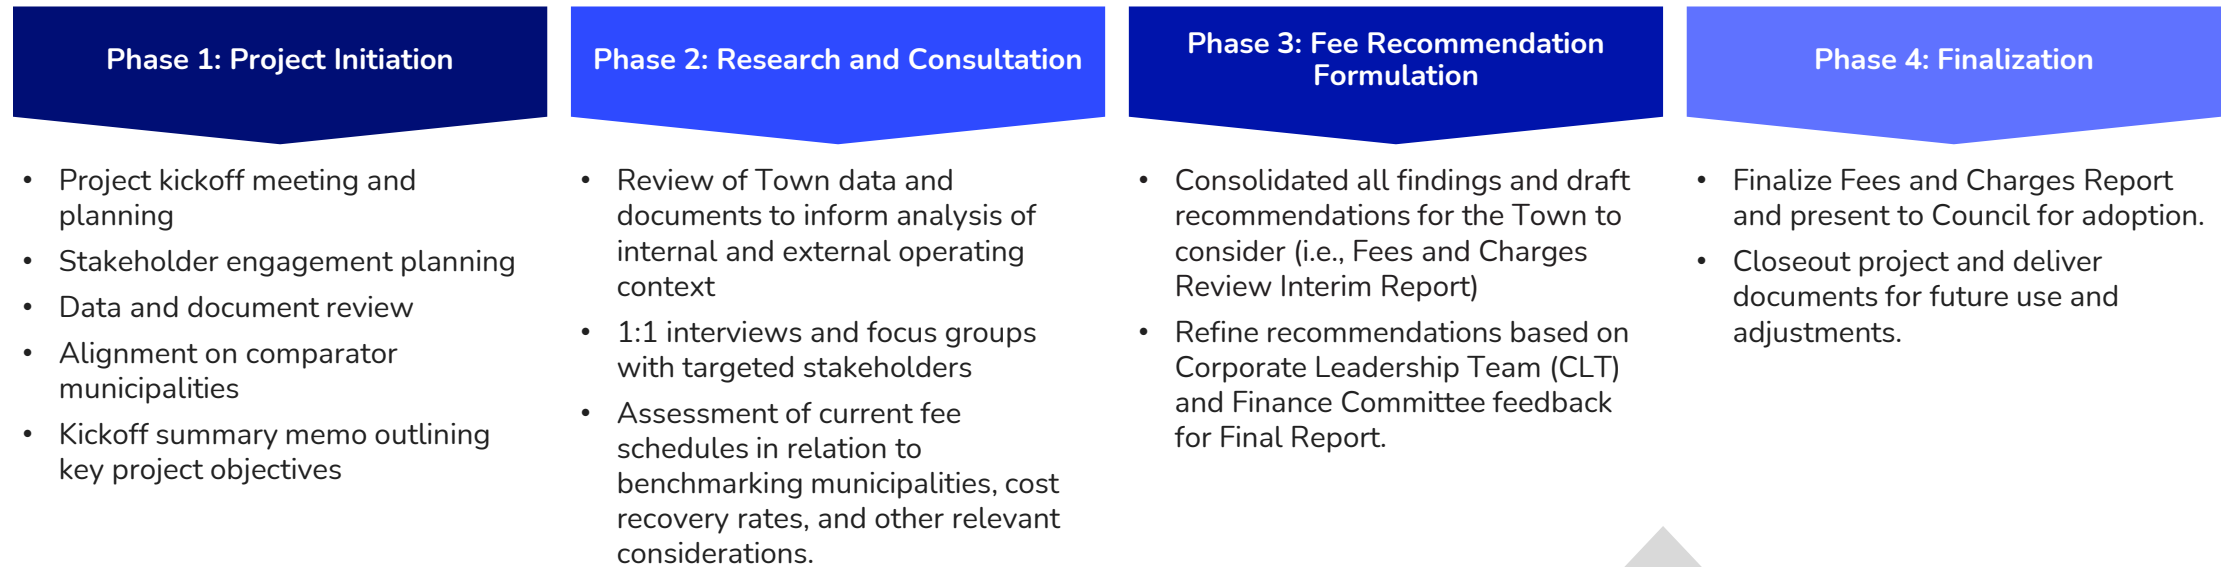 Phase 1: Project Initiation
• Project kickoff meeting and
planning
• Stakeholder engagement planning
• Data and document review
• Alignment on comparator
municipalities
• Kickoff summary memo outlining
key project objectives
Phase 2: Research and Consultation
• Review of Town data and
documents to inform analysis of
internal and external operating
context
• 1:1 interviews and focus groups
with targeted stakeholders
• Assessment of current fee
schedules in relation to
benchmarking municipalities, cost
recovery rates, and other relevant
considerations.
Phase 3: Fee Recommendation
Formulation
• Consolidated all findings and draft
recommendations for the Town to
consider (i.e., Fees and Charges
Review Interim Report)
• Refine recommendations based on
Corporate Leadership Team (CLT)
and Finance Committee feedback
for Final Report.
Phase 4: Finalization
• Finalize Fees and Charges Report
and present to Council for adoption.
• Closeout project and deliver
documents for future use and
adjustments.